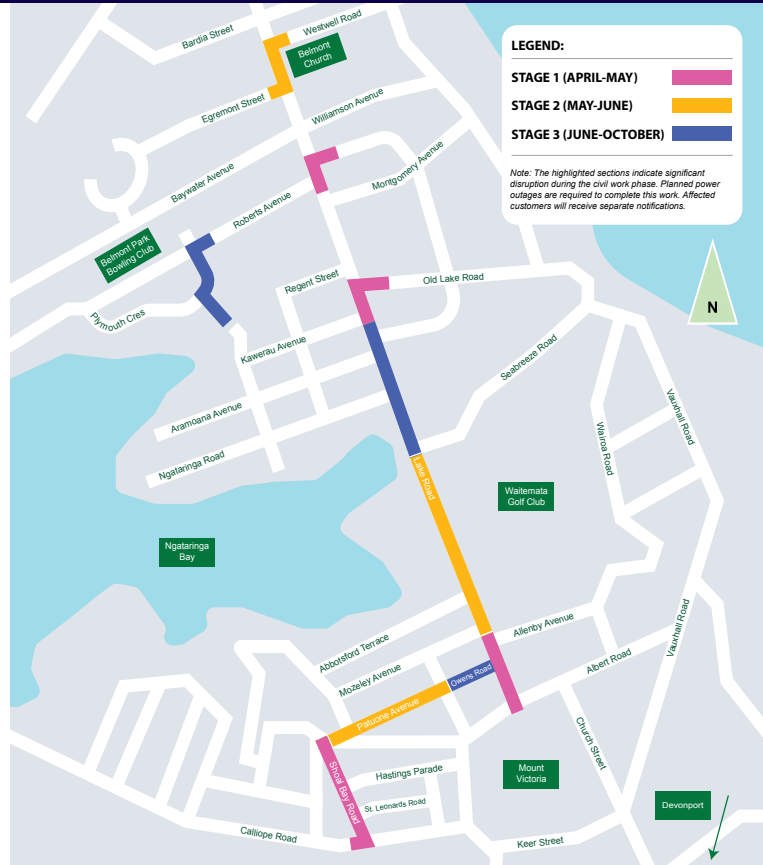 Bardia Street
Westwell Road
Belmont
Church
LEGEND:
STAGE 1 (APRIL-MAY)
STAGE 2 (MAY-JUNE)
STAGE 3 (JUNE-OCTOBER)
Note: The highlighted sections indicate significant
disruption during the civil work phase. Planned power
outages are required to complete this work. Affected
customers will receive separate notifications.
Egremont Street
Williamson Avenue
Baywater Avenue
Montgomery Avenue
Roberts Avenue
Belmont Park
Bowling Club
Regent Street
Old Lake Road
N
Plymouth Cres
Kawerau Avenue
Seabreeze Road
Aramoana Avenue
Vauxhall Road
Wairoa Road
Ngataringa Road
Lake Road
Waitemata
Golf Club
Ngataringa
Bay
Allenby Avenue
Vauxhall Road
Abbotsford Terrace
Albert Road
Mozeley Avenue
Owens Road
Patuone Avenue
Church Street
Shoal Bay Road
Hastings Parade
Mount
Victoria
St. Leonards Road
Devonport
Calliope Road
Keer Street